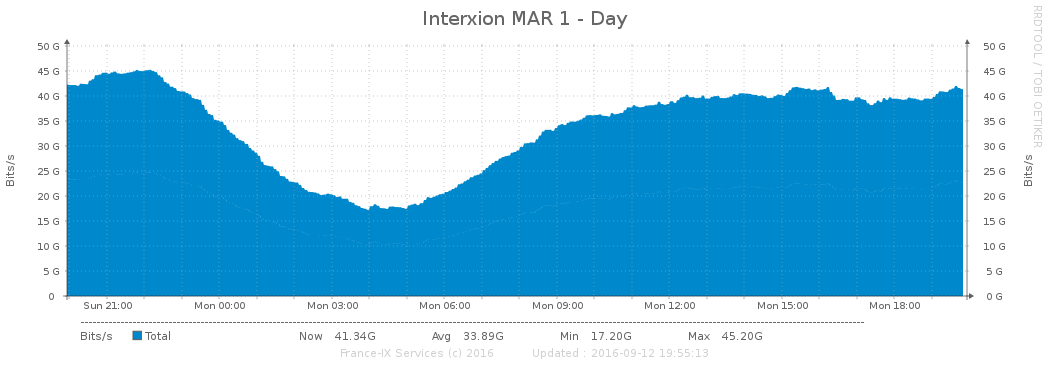 Interxion MAR 1 - Day
RRDTOOL / TOBI OETIKER
Bits/s
50 G 50 G
45 G 45 G
40 G 40 G
35 G 35 G
30 G 30 G
25 G 25 G
20 G 20 G
15 G 15 G
10 G 10 G
5 G 5 G
0 0 G
Bits/s
Sun 21:00 Mon 00:00 Mon 03:00 Mon 06:00 Mon 09:00 Mon 12:00 Mon 15:00 Mon 18:00
Bits/s Total Now 41.34G Avg 33.89G Min 17.20G Max 45.20G
France-IX Services (c) 2016 Updated : 2016-09-12 19:55:13